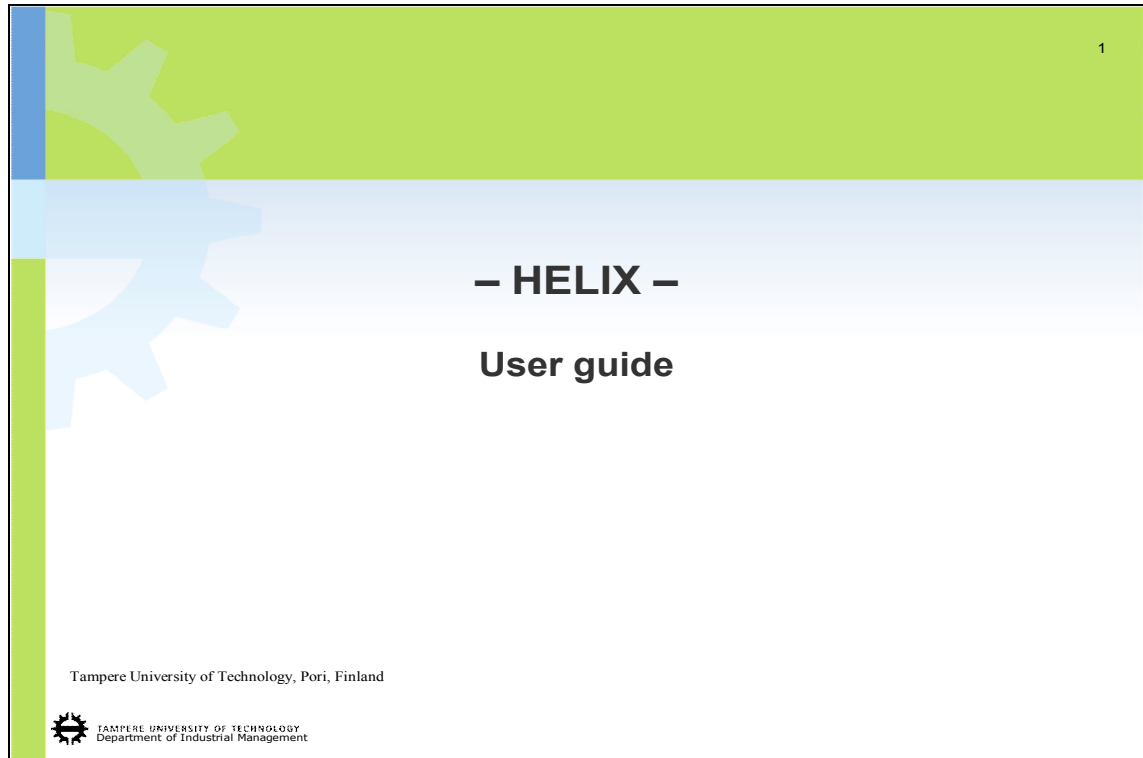 1
– HELIX –
User guide
Tampere University of Technology, Pori, Finland
TAMPERE UNIVERSITY OF TECHNOLOGY
Department of Industrial Management